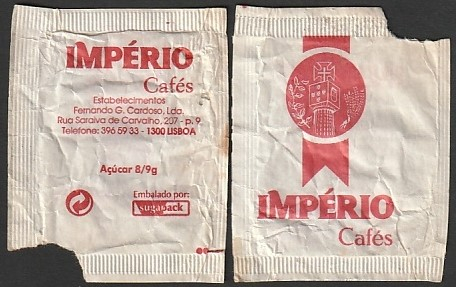 IMPÉRIO
Cafés
Estabelecimentos
Fernando G. Cardoso, Lda.
Rua Saraiva de Carvalho, 207 - p. 9
Telefone: 396 59 33 - 1300 LISBOA
Açúcar 8/9g
Embalado por:
sugapack
IMPÉRIO
Cafés